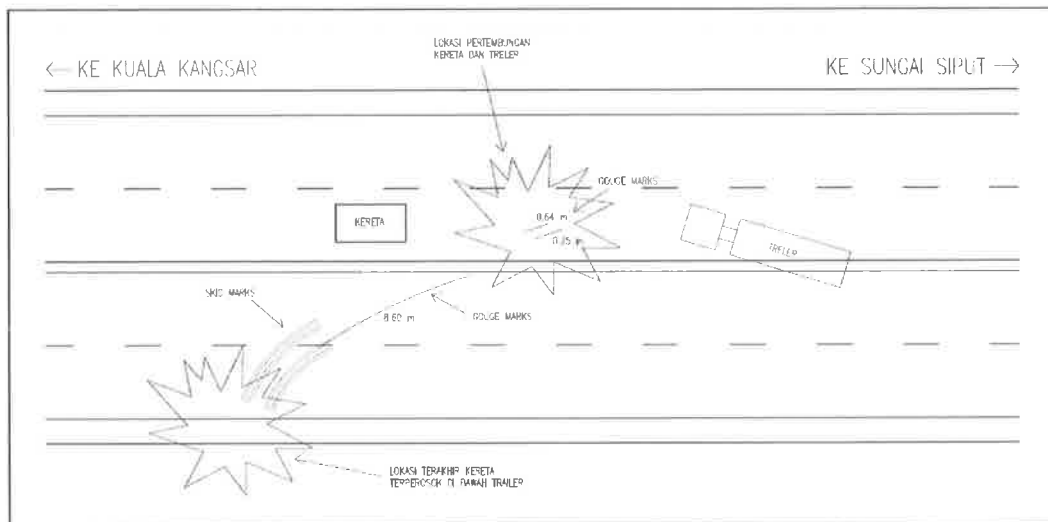 LOKASI PERTEMBUNGAN
KERETA DAN TRELER
← KE KUALA KANGSAR
KE SUNGAI SIPUT →
GOUGE MARKS
KERETA
0.64 m
0.75 m
TRELER
SKID MARKS
8.60 m
GOUGE MARKS
LOKASI TERAKHIR KERETA
TERPEROSOK DI BAWAH TRAILER